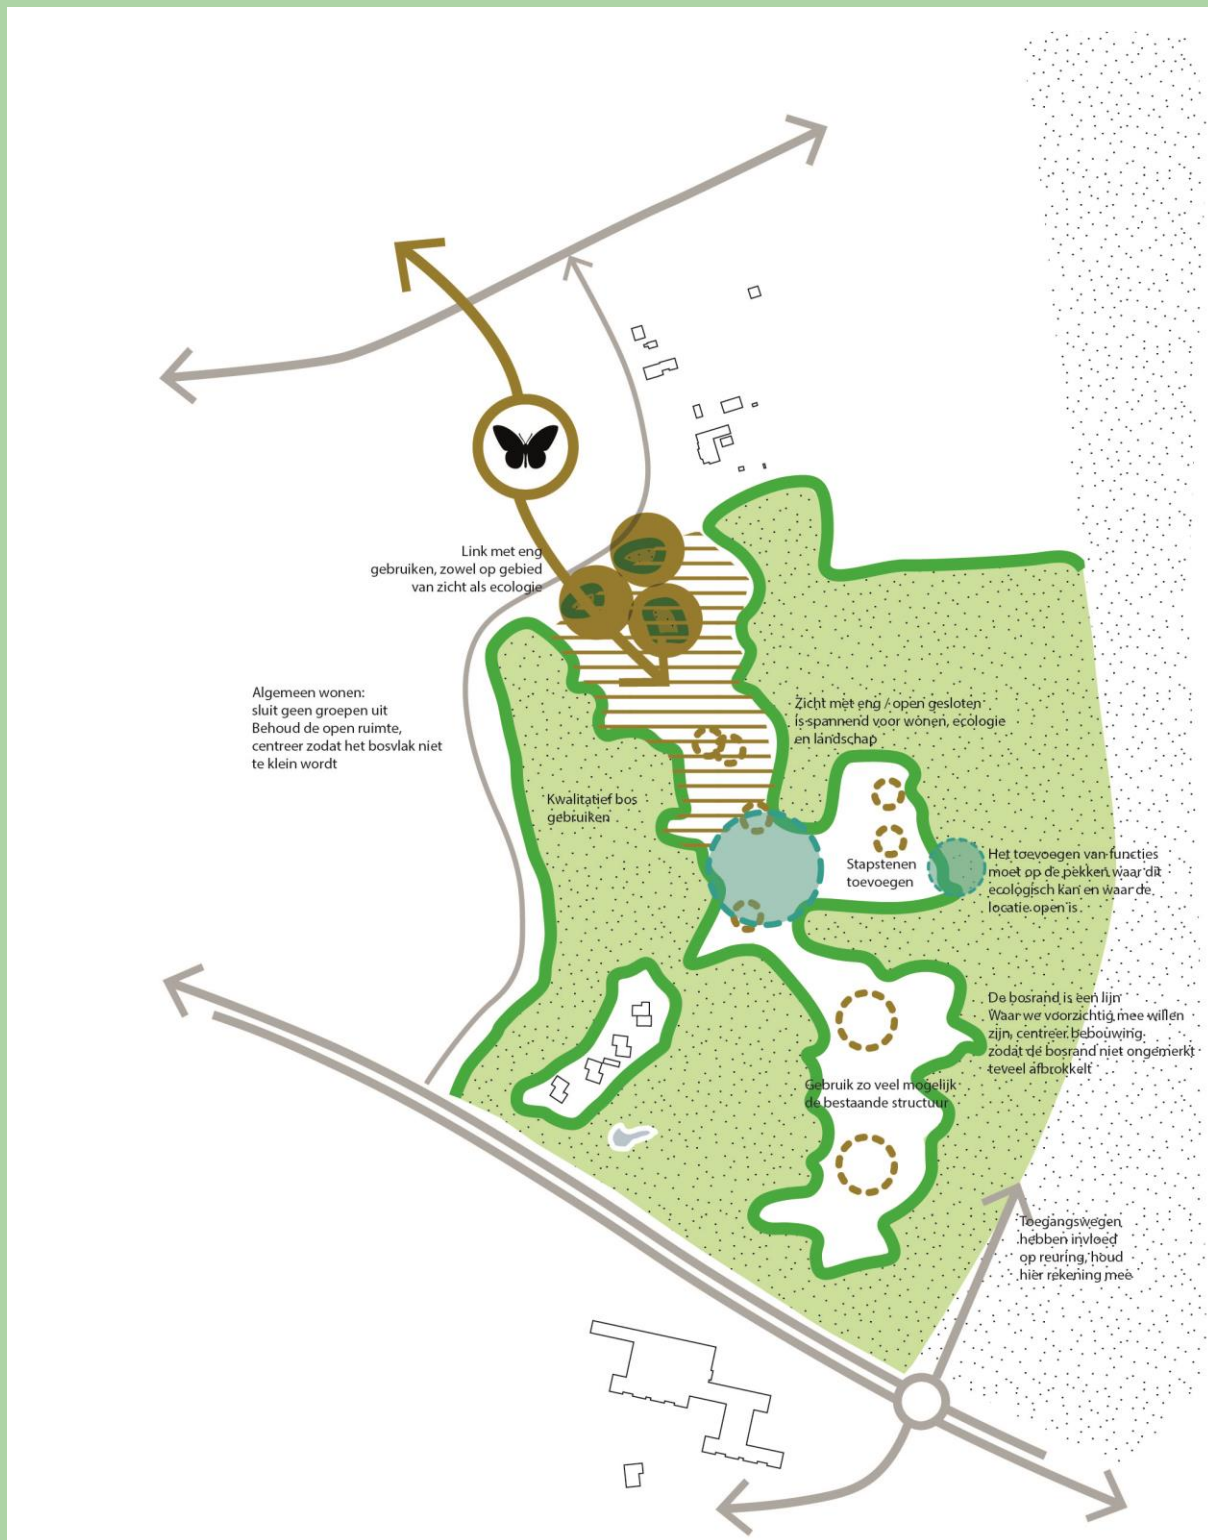 Link met eng
gebruiken, zowel op gebied
van zicht als ecologie
Algemeen wonen:
sluit geen groepen uit
Behoud de open ruimte,
centreer zodat het bosvlak niet
te klein wordt
Zicht met eng / open gesloten
is spannend voor wonen, ecologie
en landschap
Kwalitatief bos
gebruiken
Stapstenen
toevoegen
Het toevoegen van functies
moet op de pekken waar dit
ecologisch kan en waar de
locatie open is
De bosrand is een lijn
Waar we voorzichtig mee willen
zijn, centreer bebouwing
zodat de bosrand niet ongemerkt
teveel afbrokkelt
Gebruik zo veel mogelijk
de bestaande structuur
Toegangswegen
hebben invloed
op reuring, houd
hier rekening mee